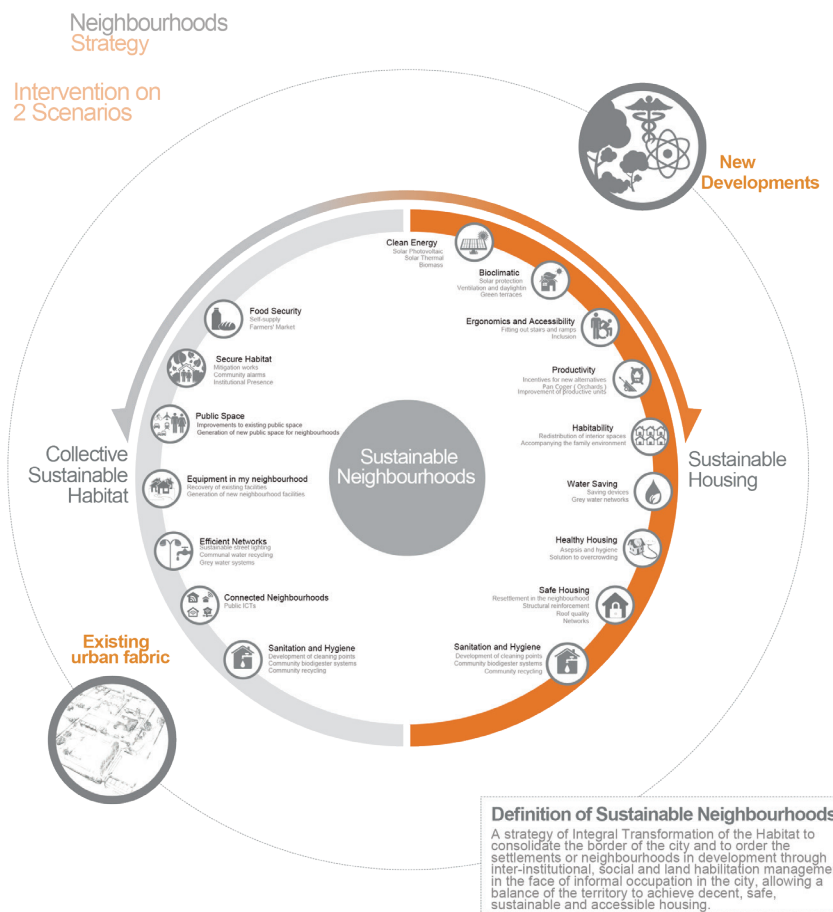 Neighbourhoods
Strategy
Intervention on
2 Scenarios
New
Developments
Clean Energy
Solar Photovoltaic
Solar Thermal
Biomass
Bioclimatic
Solar protection
Ventilation and daylightin
Green terraces
Ergonomics and Accessibility
Fitting out stairs and ramps
Inclusion
Productivity
Incentives for new alternatives
Pan Coger ( Orchards )
Improvement of productive units
Habitability
Redistribution of interior spaces
Accompanying the family environment
Water Saving
Saving devices
Grey water networks
Healthy Housing
Asepsis and hygiene
Solution to overcrowding
Safe Housing
Resettlement in the neighbourhood
Structural reinforcement
Roof quality
Networks
Sanitation and Hygiene
Development of cleaning points
Community biodigester systems
Community recycling
Sustainable
Housing
Sustainable
Neighbourhoods
Food Security
Self-supply
Farmers' Market
Secure Habitat
Mitigation works
Community alarms
Institutional Presence
Public Space
Improvements to existing public space
Generation of new public space for neighbourhoods
Equipment in my neighbourhood
Recovery of existing facilities
Generation of new neighbourhood facilities
Efficient Networks
Sustainable street lighting
Communal water recycling
Grey water systems
Connected Neighbourhoods
Public ICTs
Sanitation and Hygiene
Development of cleaning points
Community biodigester systems
Community recycling
Collective
Sustainable
Habitat
Existing
urban fabric
Definition of Sustainable Neighbourhoods
A strategy of Integral Transformation of the Habitat to
consolidate the border of the city and to order the
settlements or neighbourhoods in development through
inter-institutional, social and land habilitation manageme
in the face of informal occupation in the city, allowing a
balance of the territory to achieve decent, safe,
sustainable and accessible housing.